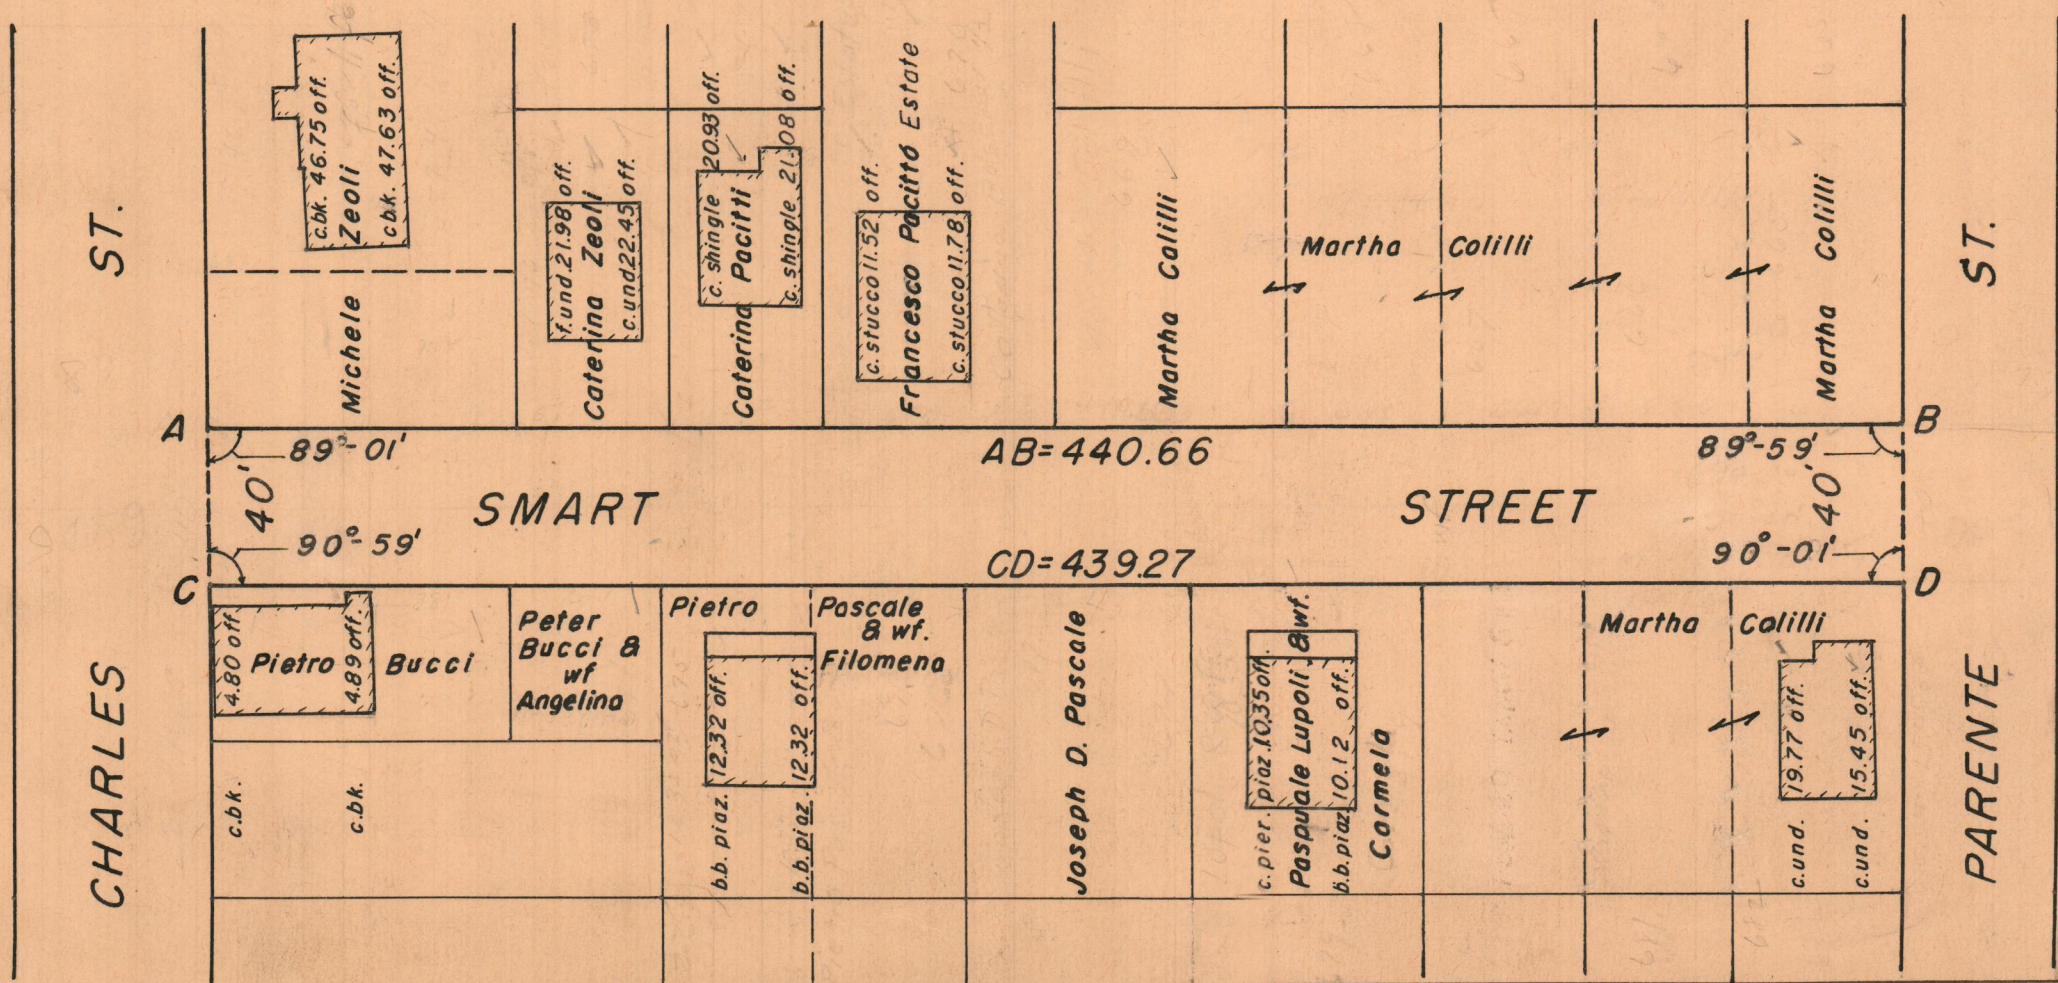 ST.
c.bk. 46.75 off.
Michele Zeoli
c.bk. 47.63 off.
f.und. 21.98 off.
Caterina Zeoli
c.und. 22.45 off.
c. shingle 20.93 off.
Caterina Pacitti
c. shingle 21.08 off.
c. stucco 11.52 off.
Francesco Pacitto Estate
c. stucco 11.78 off.
Martha Calilli
Martha Colilli
Martha Colilli
ST.
A
B
89°-01'
AB=440.66
89°-59'
40'
SMART STREET
40'
90°-59'
CD=439.27
90°-01'
C
D
CHARLES
4.80 off
Pietro Bucci
4.89 off.
c.bk.
c.bk.
Peter
Bucci &
wf
Angelina
Pietro Pascale
& wf.
Filomena
b.b. piaz. 12.32 off.
b.b. piaz. 12.32 off.
Joseph D. Pascale
c. pier. piaz. 10.35 off.
Paspuale Lupoli & wf.
b.b. piaz. 10.12 off.
Carmela
Martha Colilli
c.und. 19.77 off.
c.und. 15.45 off.
PARENTE